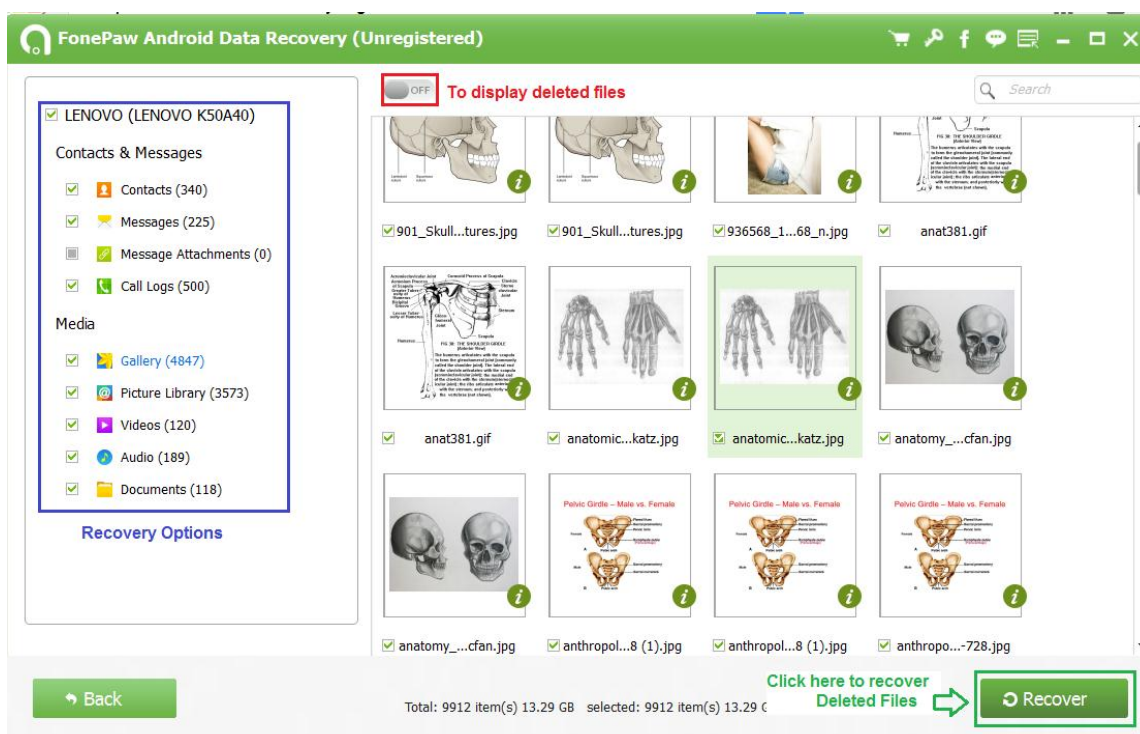 FonePaw Android Data Recovery (Unregistered)
OFF
To display deleted files
Search
LENOVO (LENOVO K50A40)
Contacts & Messages
Contacts (340)
Messages (225)
Message Attachments (0)
Call Logs (500)
Media
Gallery (4847)
Picture Library (3573)
Videos (120)
Audio (189)
Documents (118)
Recovery Options
901_Skull...tures.jpg
901_Skull...tures.jpg
936568_1...68_n.jpg
anat381.gif
anat381.gif
anatomic...katz.jpg
anatomic...katz.jpg
anatomy_...cfan.jpg
Pelvic Girdle – Male vs. Female
Pelvic Girdle – Male vs. Female
Pelvic Girdle – Male vs. Female
anatomy_...cfan.jpg
anthropol...8 (1).jpg
anthropol...8 (1).jpg
anthropo...-728.jpg
Back
Total: 9912 item(s) 13.29 GB selected: 9912 item(s) 13.29
Click here to recover
Deleted Files
Recover